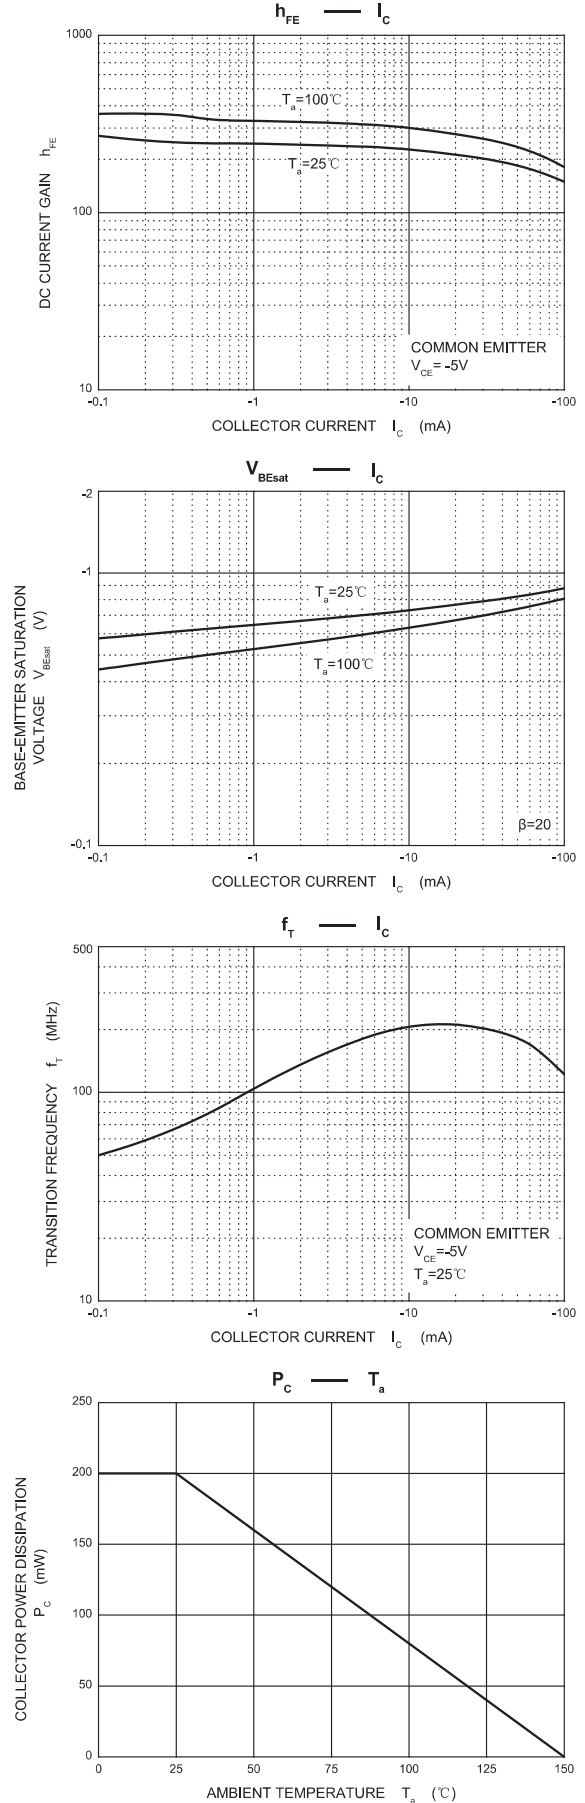 hFE — IC
1000
100
10
DC CURRENT GAIN hFE
Ta=100℃
Ta=25℃
COMMON EMITTER
VCE= -5V
-0.1 -1 -10 -100
COLLECTOR CURRENT IC (mA)
VBEsat — IC
-2
-1
-0.1
BASE-EMITTER SATURATION
VOLTAGE VBEsat (V)
Ta=25℃
Ta=100℃
β=20
-0.1 -1 -10 -100
COLLECTOR CURRENT IC (mA)
fT — IC
500
100
10
TRANSITION FREQUENCY fT (MHz)
COMMON EMITTER
VCE=-5V
Ta=25℃
-0.1 -1 -10 -100
COLLECTOR CURRENT IC (mA)
PC — Ta
250
200
150
100
50
0
COLLECTOR POWER DISSIPATION
PC (mW)
0 25 50 75 100 125 150
AMBIENT TEMPERATURE Ta (℃)